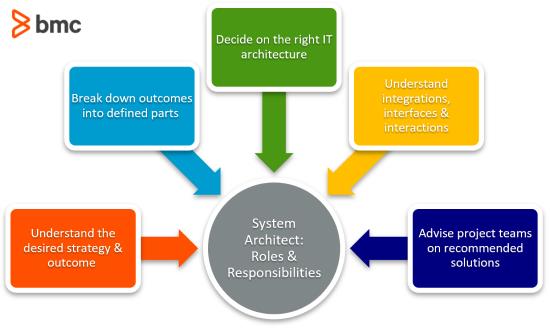 bmc
Decide on the right IT
architecture
Break down outcomes
into defined parts
Understand
integrations,
interfaces &
interactions
Understand the
desired strategy &
outcome
System
Architect:
Roles &
Responsibilities
Advise project teams
on recommended
solutions